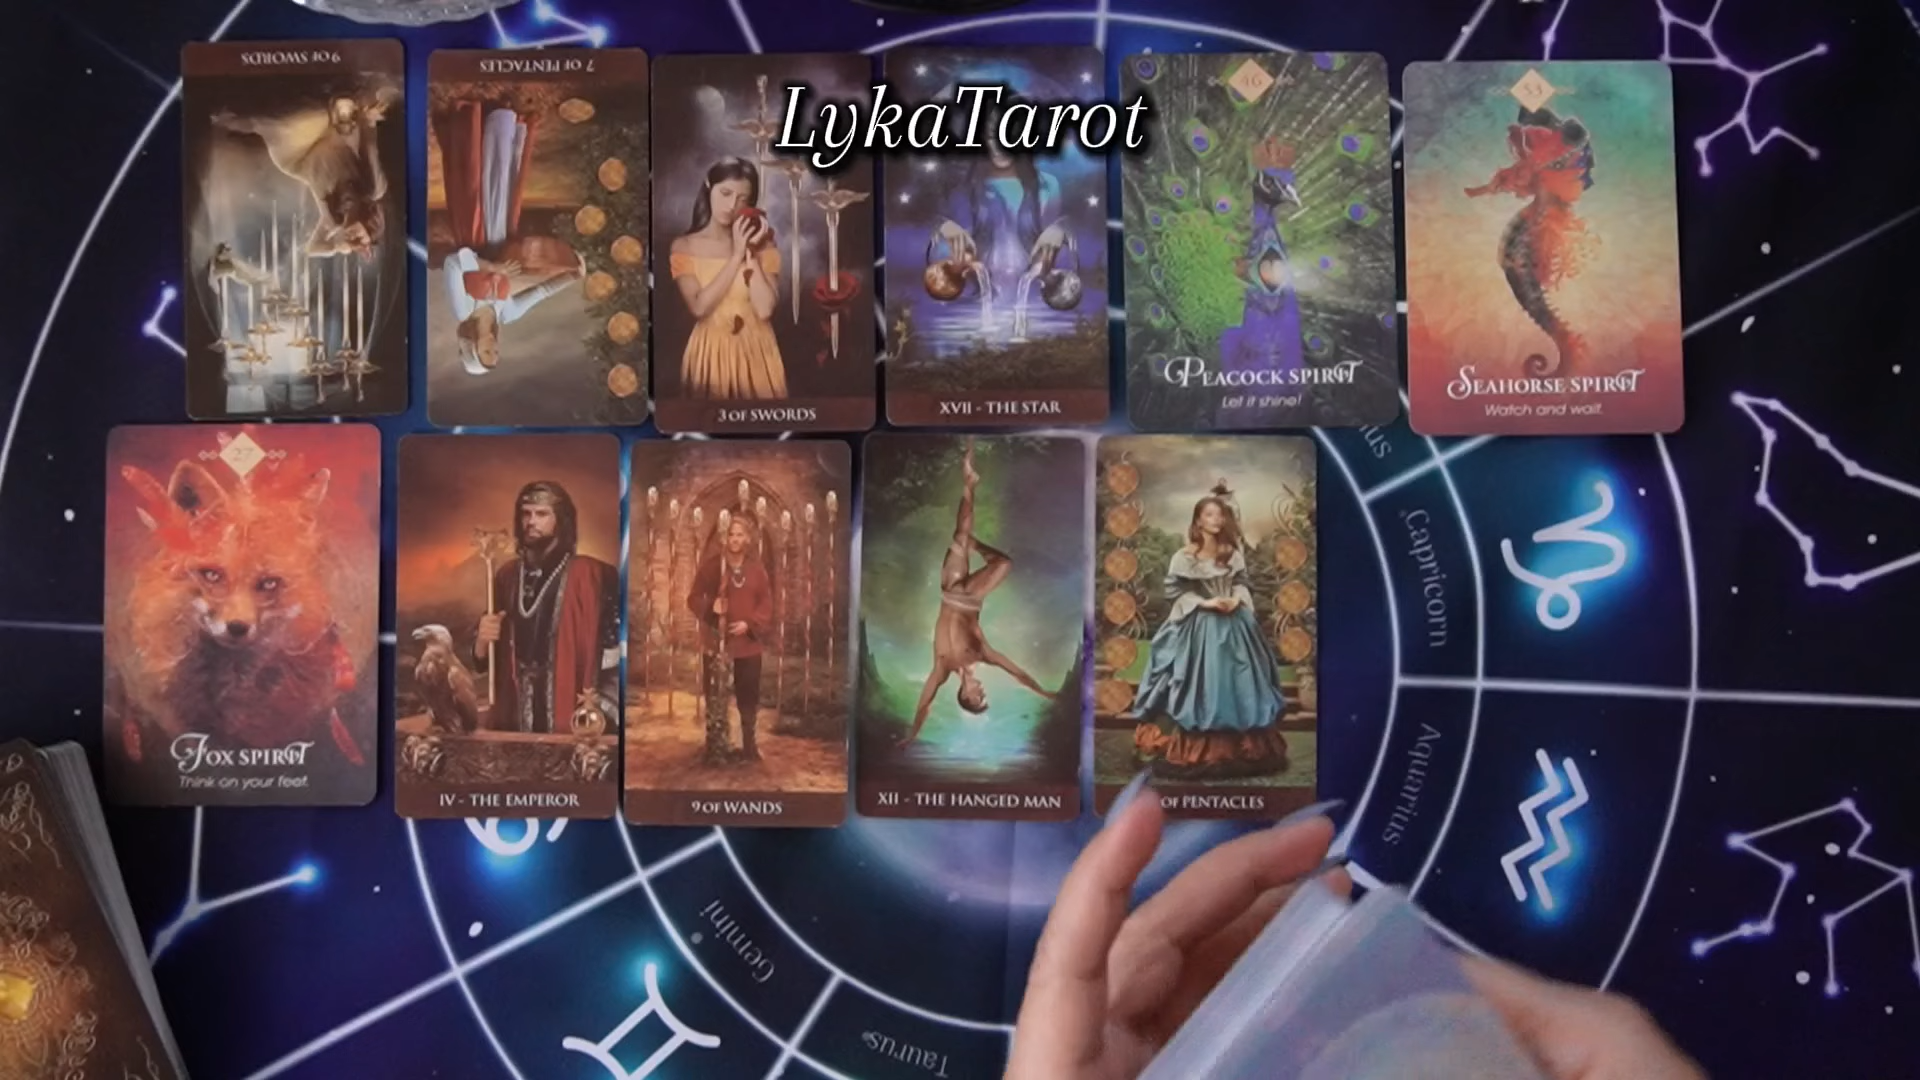 9 OF SWORDS
7 OF PENTACLES
LykaTarot
3 OF SWORDS
XVII - THE STAR
46
PEACOCK SPIRIT
Let it shine!
53
SEAHORSE SPIRIT
Watch and wait.
27
FOX SPIRIT
Think on your feet.
IV - THE EMPEROR
9 OF WANDS
XII - THE HANGED MAN
OF PENTACLES
Capricorn
Aquarius
Gemini
Taurus